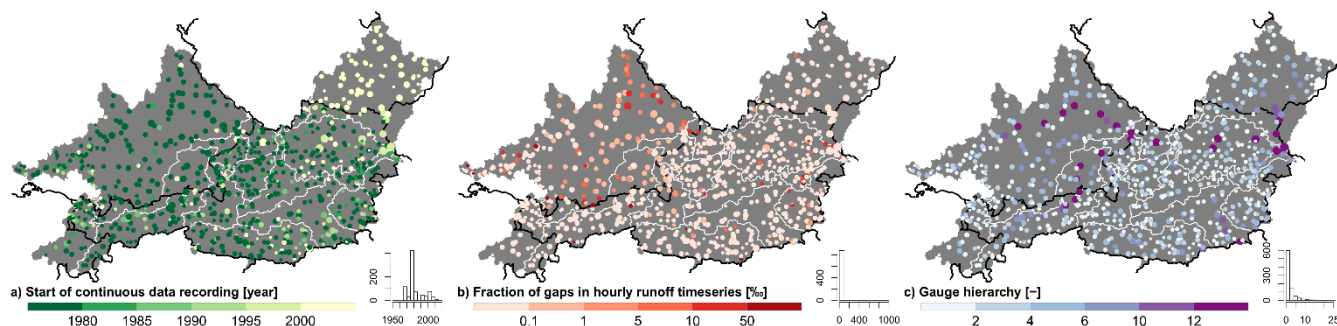 a) Start of continuous data recording [year]
1980 1985 1990 1995 2000
0 200
1950 2000
b) Fraction of gaps in hourly runoff timeseries [‰]
0.1 1 5 10 50
0 400
0 400 1000
c) Gauge hierarchy [−]
2 4 6 10 12
0 300 600
0 10 25